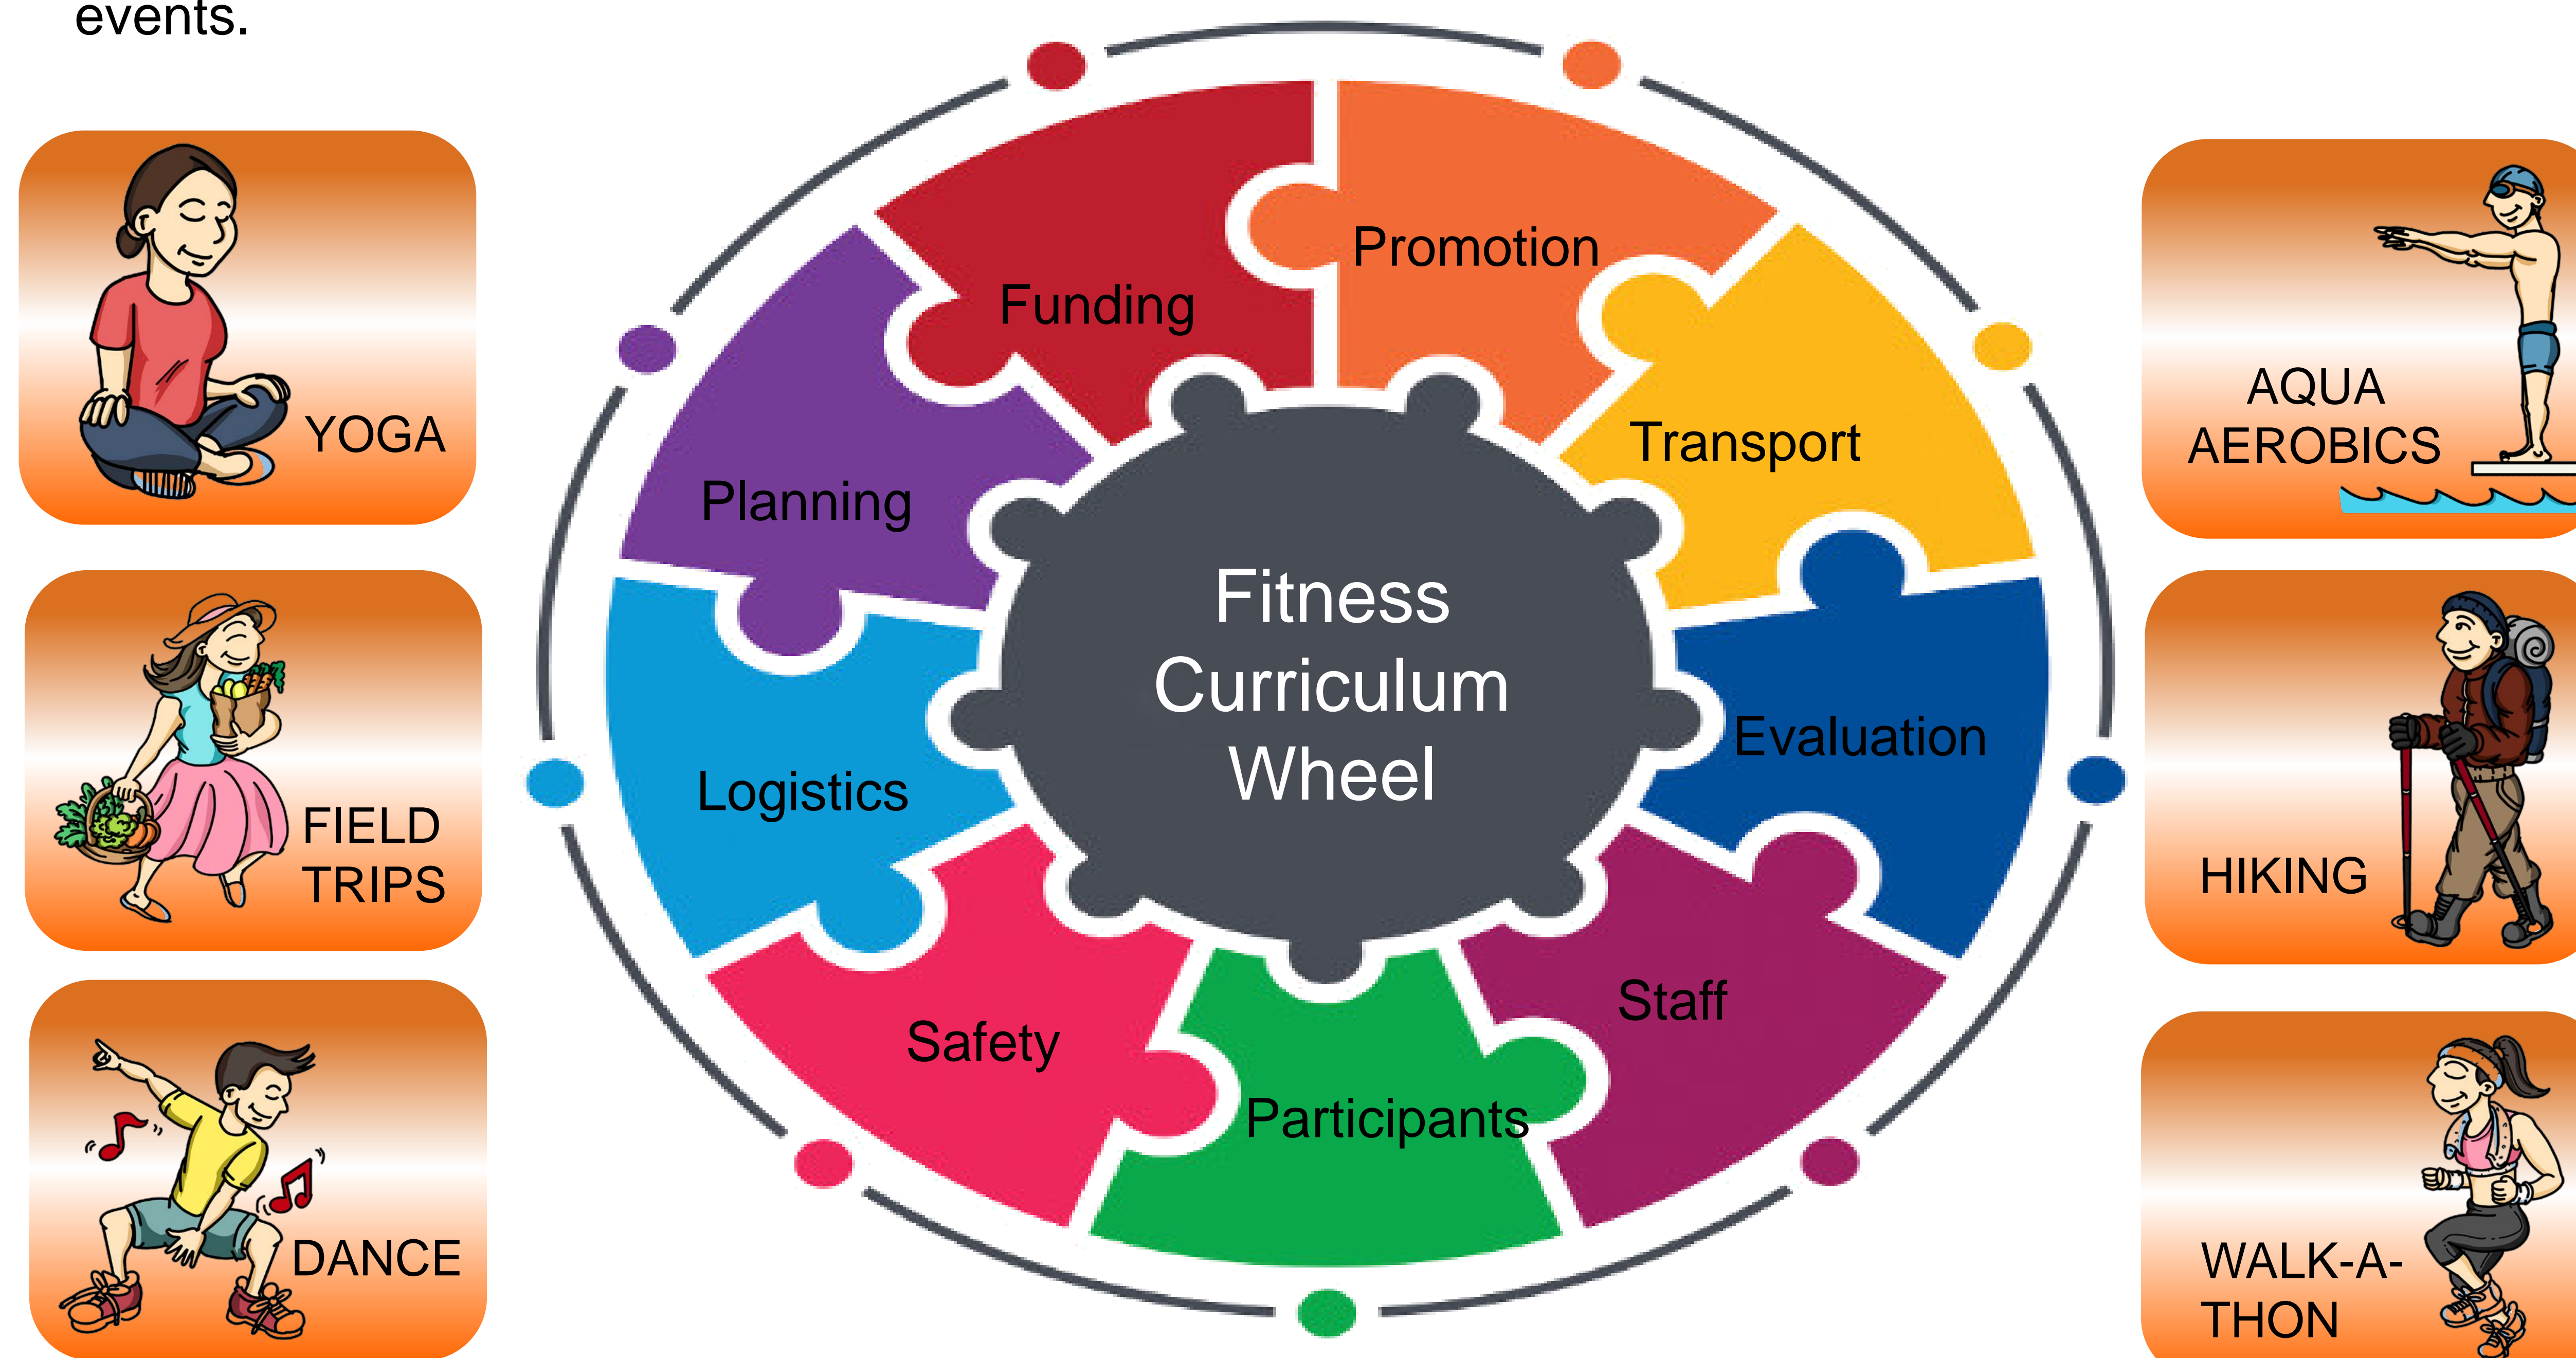 events.
YOGA
FIELD
TRIPS
DANCE
Funding
Promotion
Transport
Planning
Evaluation
Logistics
Staff
Safety
Participants
Fitness
Curriculum
Wheel
AQUA
AEROBICS
HIKING
WALK-A-
THON